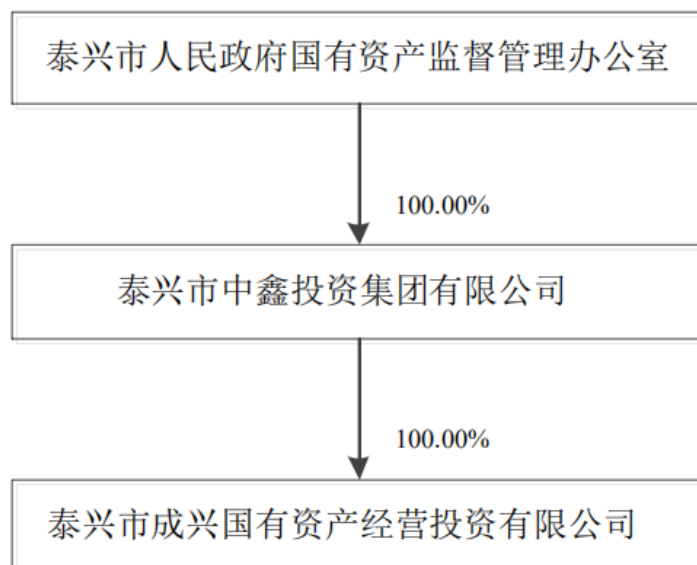 泰兴市人民政府国有资产监督管理办公室
100.00%
泰兴市中鑫投资集团有限公司
100.00%
泰兴市成兴国有资产经营投资有限公司